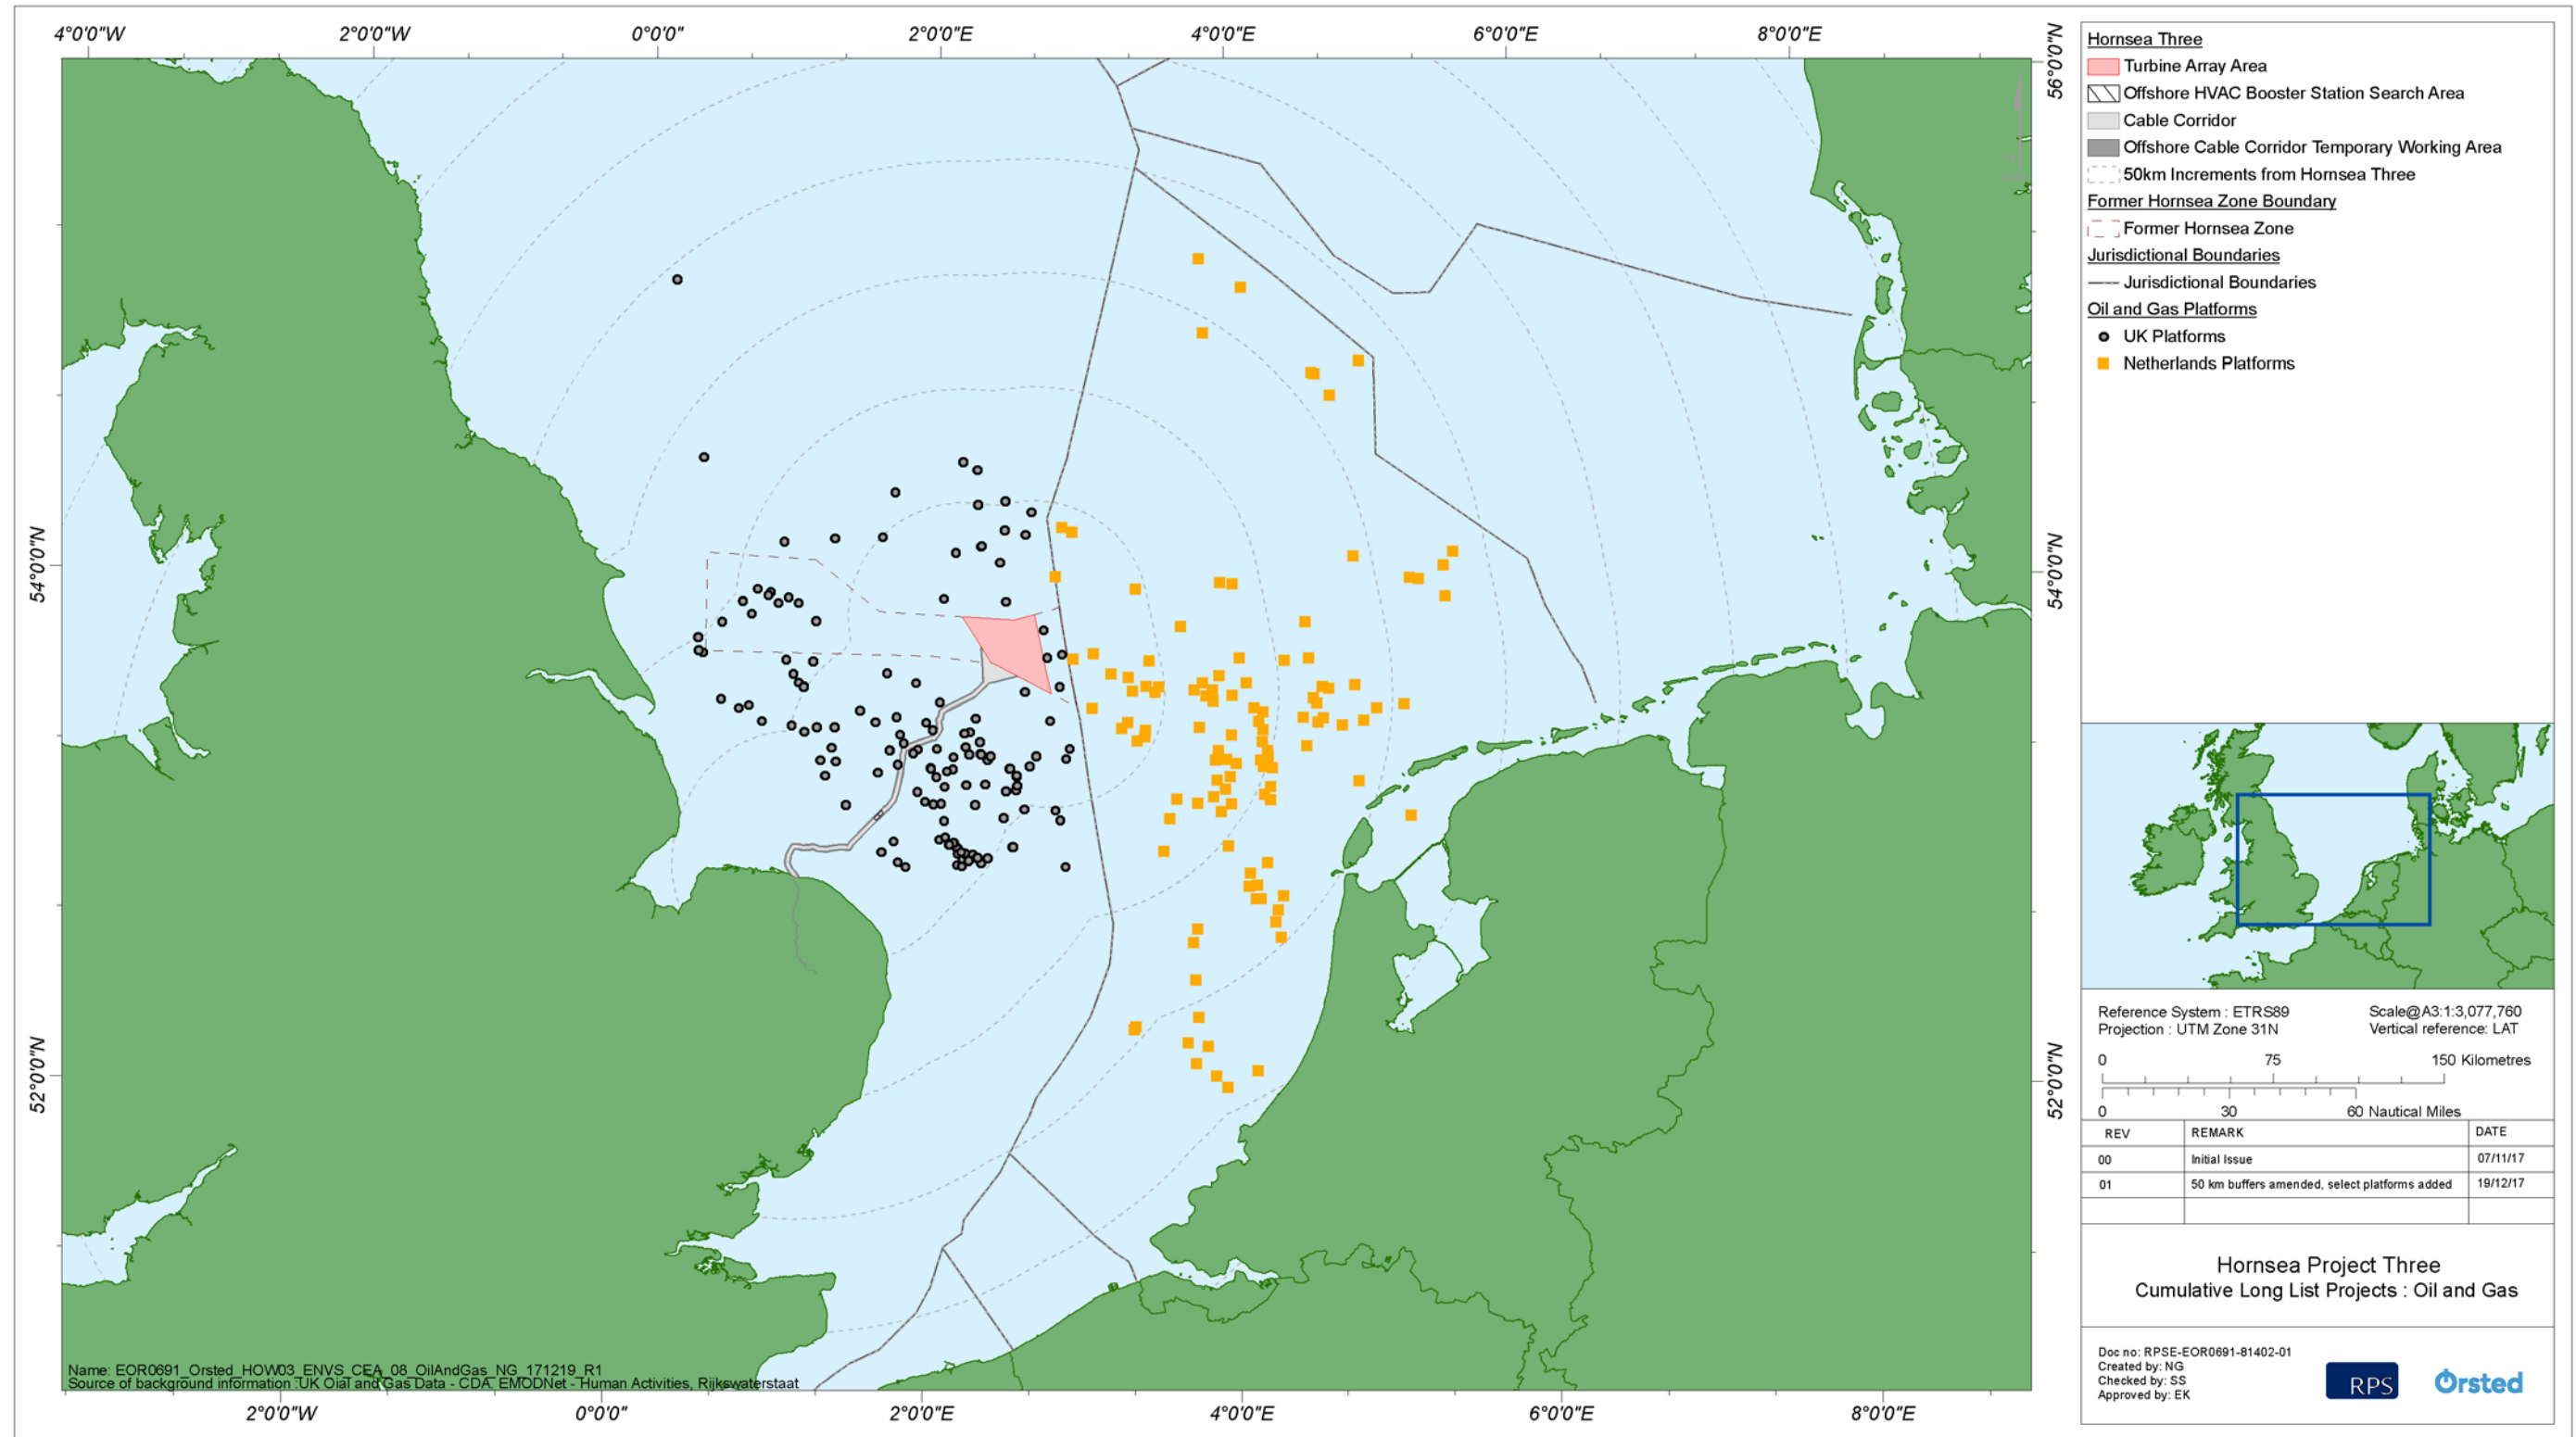 4°0'0"W 2°0'0"W 0°0'0" 2°0'0"E 4°0'0"E 6°0'0"E 8°0'0"E
56°0'0"N
54°0'0"N
54°0'0"N
52°0'0"N
52°0'0"N
Name: EOR0691_Orsted_HOW03_ENVS_CEA_08_OilAndGas_NG_171219_R1
Source of background information :UK Oial and Gas Data - CDA, EMODNet - Human Activities, Rijkswaterstaat
2°0'0"W 0°0'0" 2°0'0"E 4°0'0"E 6°0'0"E 8°0'0"E
Hornsea Three
Turbine Array Area
Offshore HVAC Booster Station Search Area
Cable Corridor
Offshore Cable Corridor Temporary Working Area
50km Increments from Hornsea Three
Former Hornsea Zone Boundary
Former Hornsea Zone
Jurisdictional Boundaries
Jurisdictional Boundaries
Oil and Gas Platforms
UK Platforms
Netherlands Platforms
Reference System : ETRS89 Scale@A3:1:3,077,760
Projection : UTM Zone 31N Vertical reference: LAT
0 75 150 Kilometres
0 30 60 Nautical Miles
REV REMARK DATE
00 Initial Issue 07/11/17
01 50 km buffers amended, select platforms added 19/12/17
Hornsea Project Three
Cumulative Long List Projects : Oil and Gas
Doc no: RPSE-EOR0691-81402-01
Created by: NG
Checked by: SS
Approved by: EK
RPS Ørsted